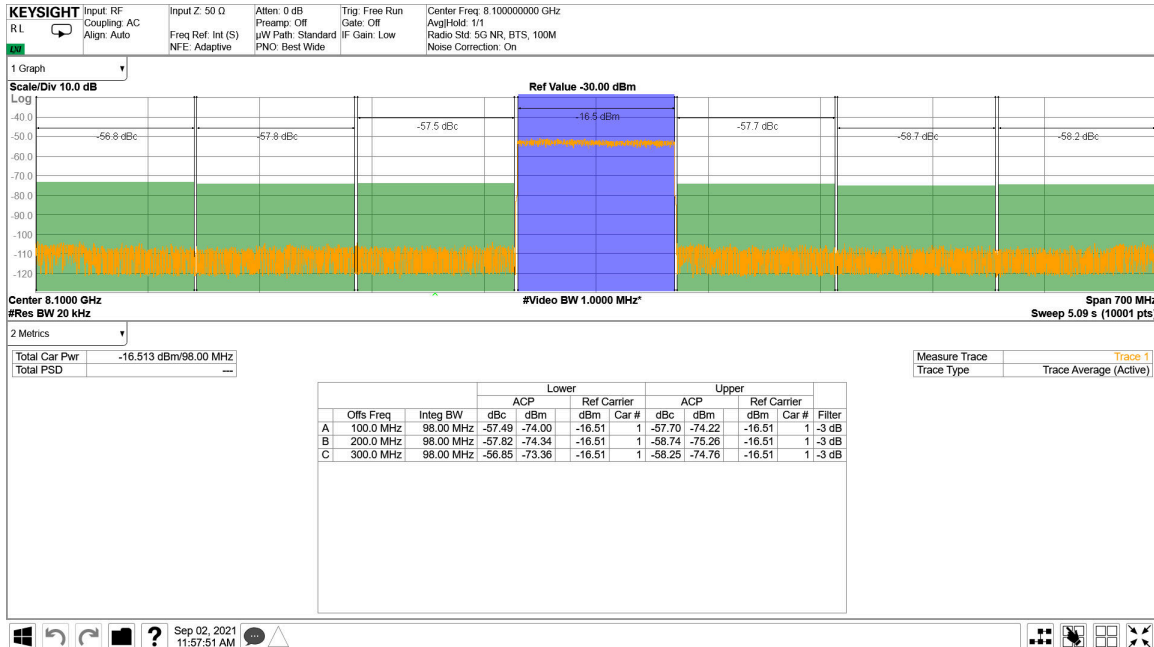 KEYSIGHT Input: RF Input Z: 50 Ω Atten: 0 dB Trig: Free Run Center Freq: 8.100000000 GHz
RL Coupling: AC Preamp: Off Gate: Off Avg|Hold: 1/1
Align: Auto Freq Ref: Int (S) µW Path: Standard IF Gain: Low Radio Std: 5G NR, BTS, 100M
LXI NFE: Adaptive PNO: Best Wide Noise Correction: On
1 Graph
Scale/Div 10.0 dB Ref Value -30.00 dBm
Log
-40.0 -16.5 dBm
-57.5 dBc -57.7 dBc
-50.0 -56.8 dBc -57.8 dBc -58.7 dBc -58.2 dBc
-60.0
-70.0
-80.0
-90.0
-100
-110
-120
Center 8.1000 GHz #Video BW 1.0000 MHz* Span 700 MHz
#Res BW 20 kHz Sweep 5.09 s (10001 pts)
2 Metrics
Total Car Pwr -16.513 dBm/98.00 MHz Measure Trace Trace 1
Total PSD --- Trace Type Trace Average (Active)
Lower Upper
ACP Ref Carrier ACP Ref Carrier
Offs Freq Integ BW dBc dBm dBm Car # dBc dBm dBm Car # Filter
A 100.0 MHz 98.00 MHz -57.49 -74.00 -16.51 1 -57.70 -74.22 -16.51 1 -3 dB
B 200.0 MHz 98.00 MHz -57.82 -74.34 -16.51 1 -58.74 -75.26 -16.51 1 -3 dB
C 300.0 MHz 98.00 MHz -56.85 -73.36 -16.51 1 -58.25 -74.76 -16.51 1 -3 dB
? Sep 02, 2021
11:57:51 AM